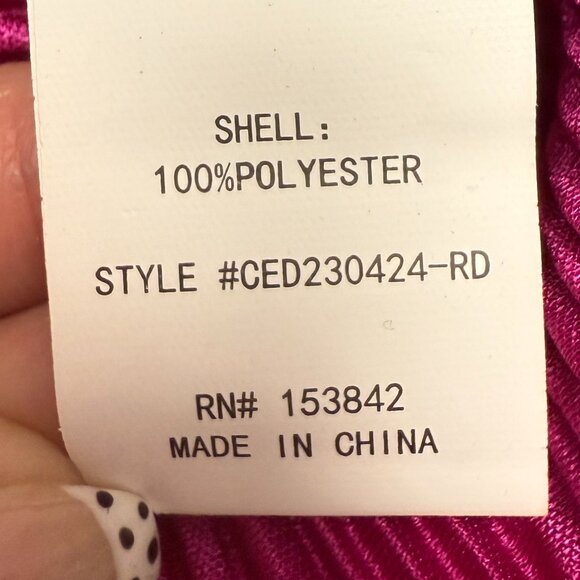 SHELL:
100%POLYESTER
STYLE #CED230424-RD
RN# 153842
MADE IN CHINA